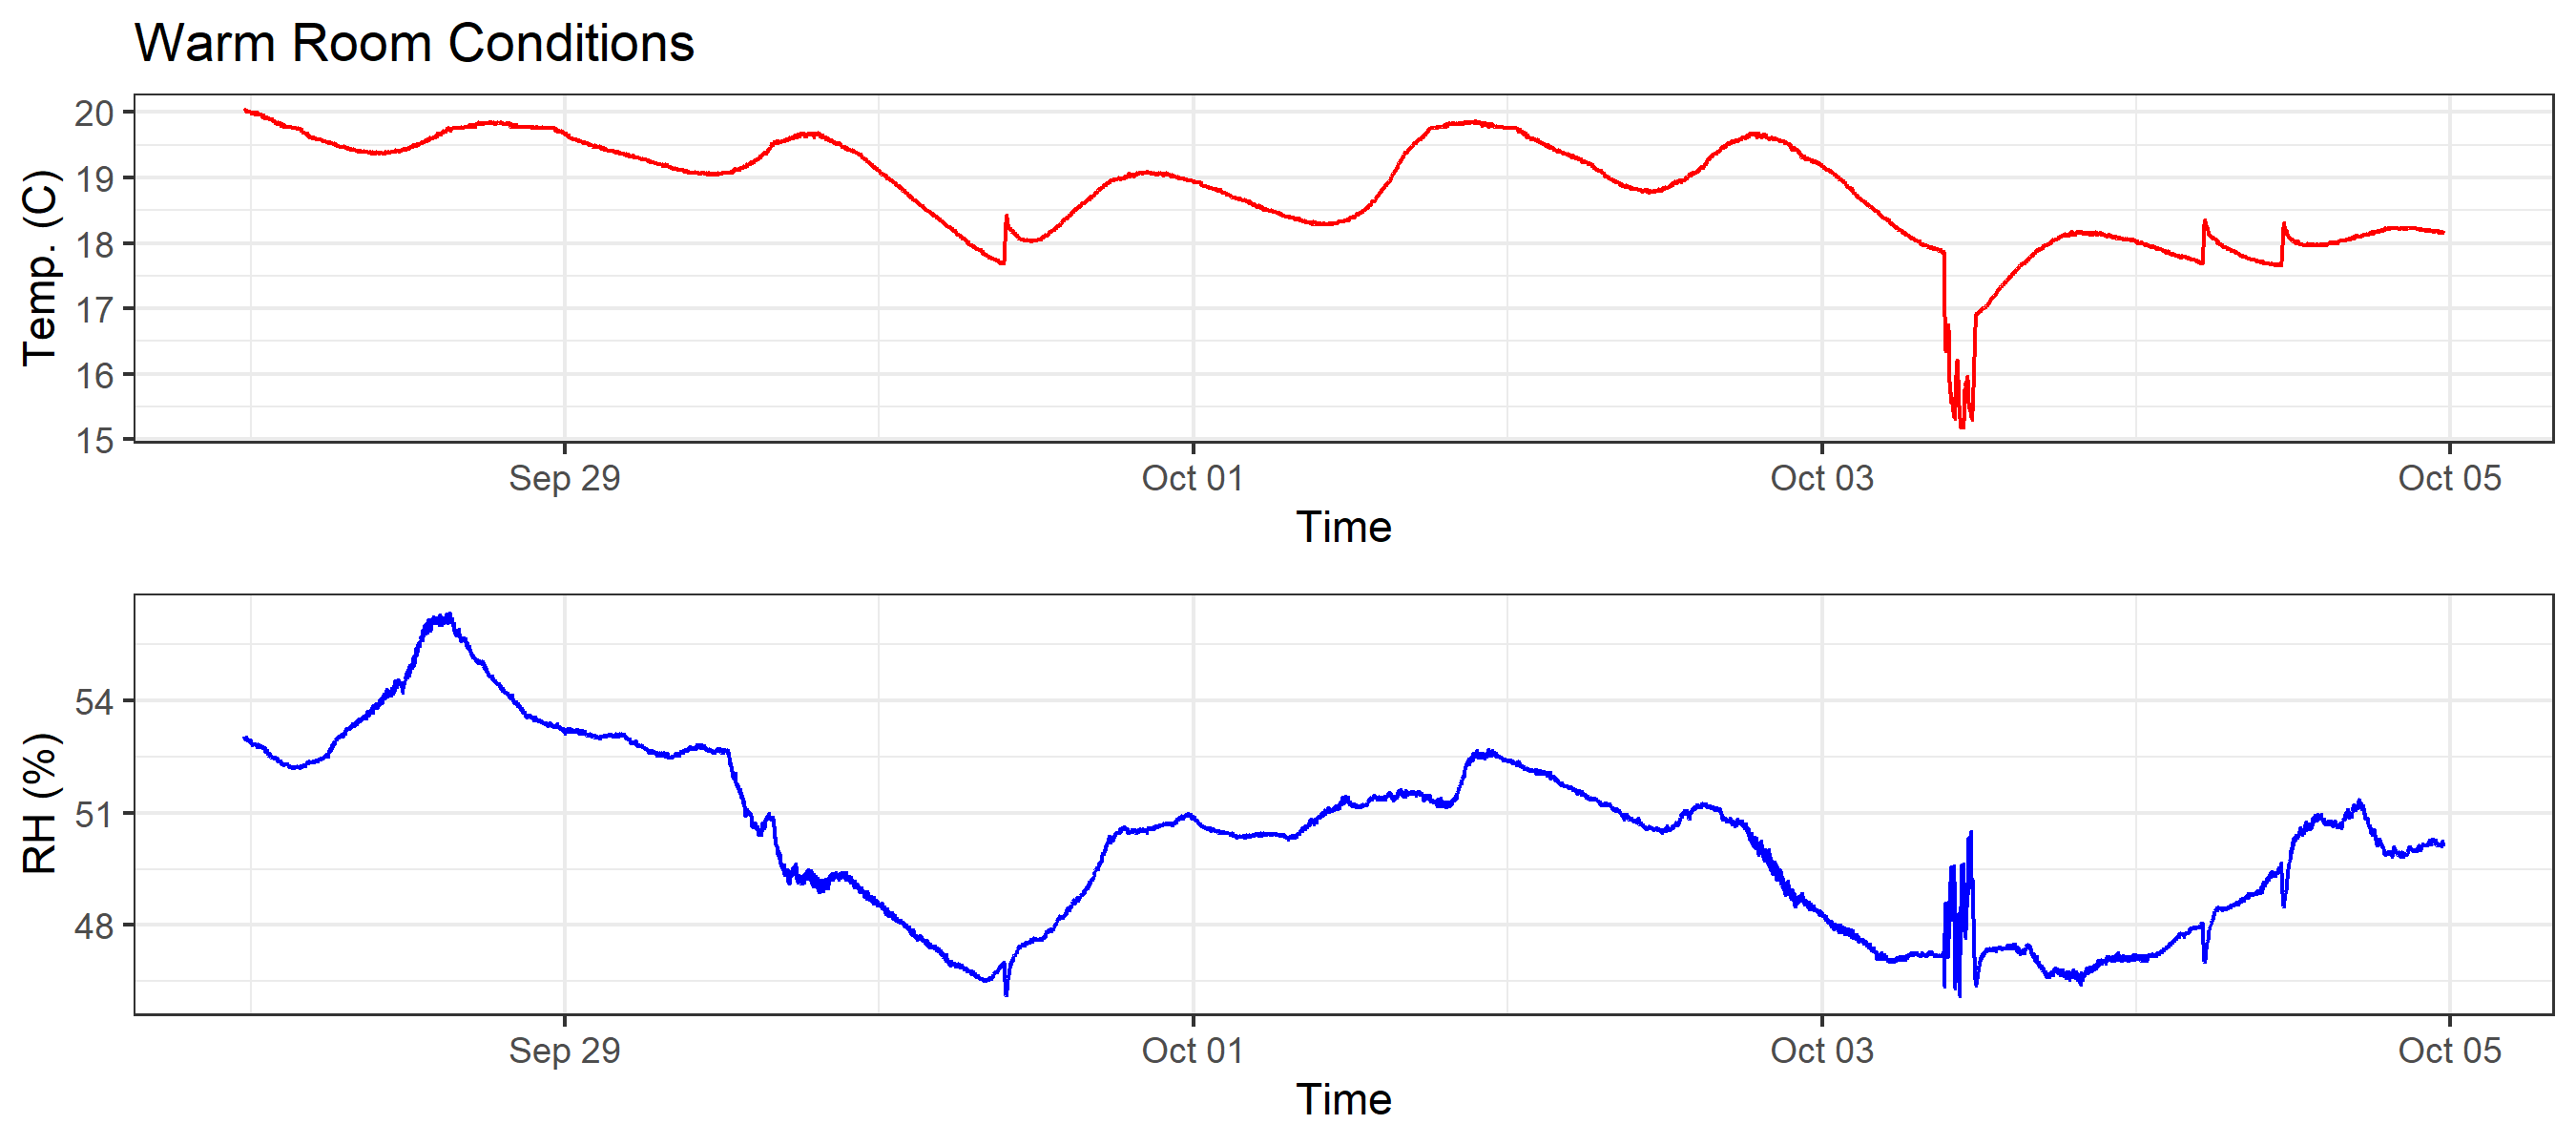 Warm Room Conditions
20
19
18
17
16
15
Temp. (C)
Sep 29 Oct 01 Oct 03 Oct 05
Time
54
51
48
RH (%)
Sep 29 Oct 01 Oct 03 Oct 05
Time